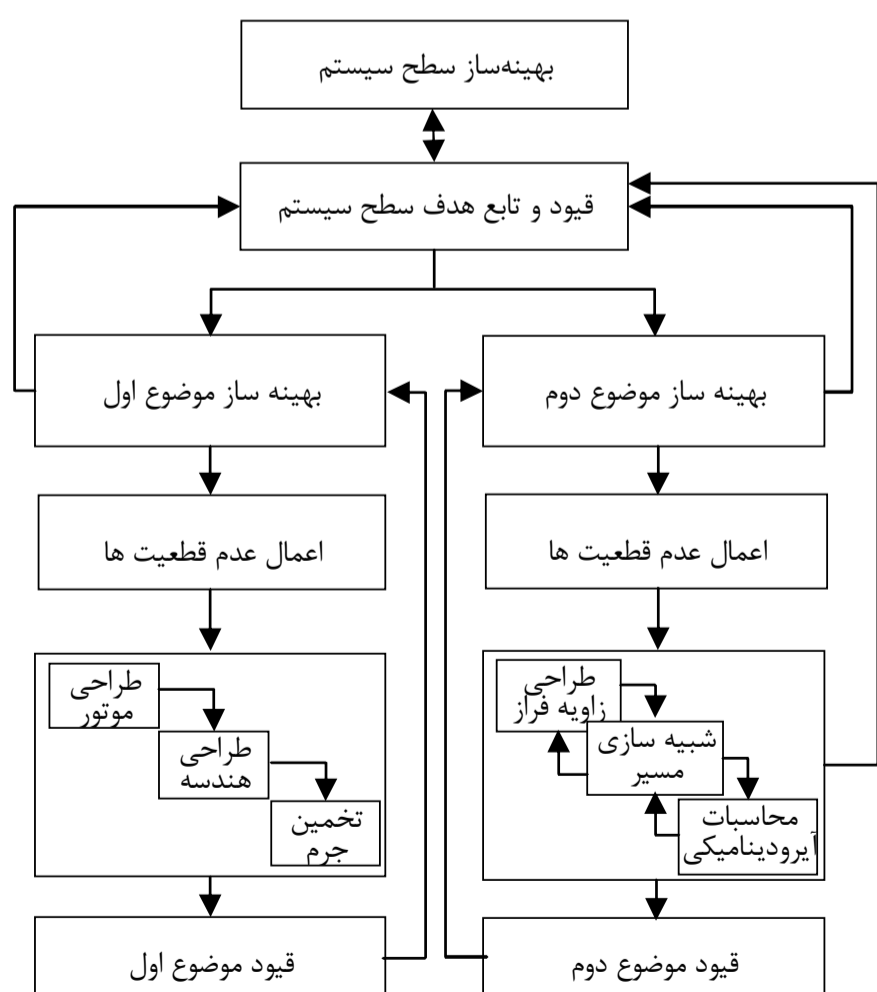 بهینه‌ساز سطح سیستم
قیود و تابع هدف سطح سیستم
بهینه ساز موضوع اول
بهینه ساز موضوع دوم
اعمال عدم قطعیت ها
اعمال عدم قطعیت ها
طراحی
موتور
طراحی
هندسه
تخمین
جرم
طراحی
زاویه فراز
شبیه سازی
مسیر
محاسبات
آیرودینامیکی
قیود موضوع اول
قیود موضوع دوم